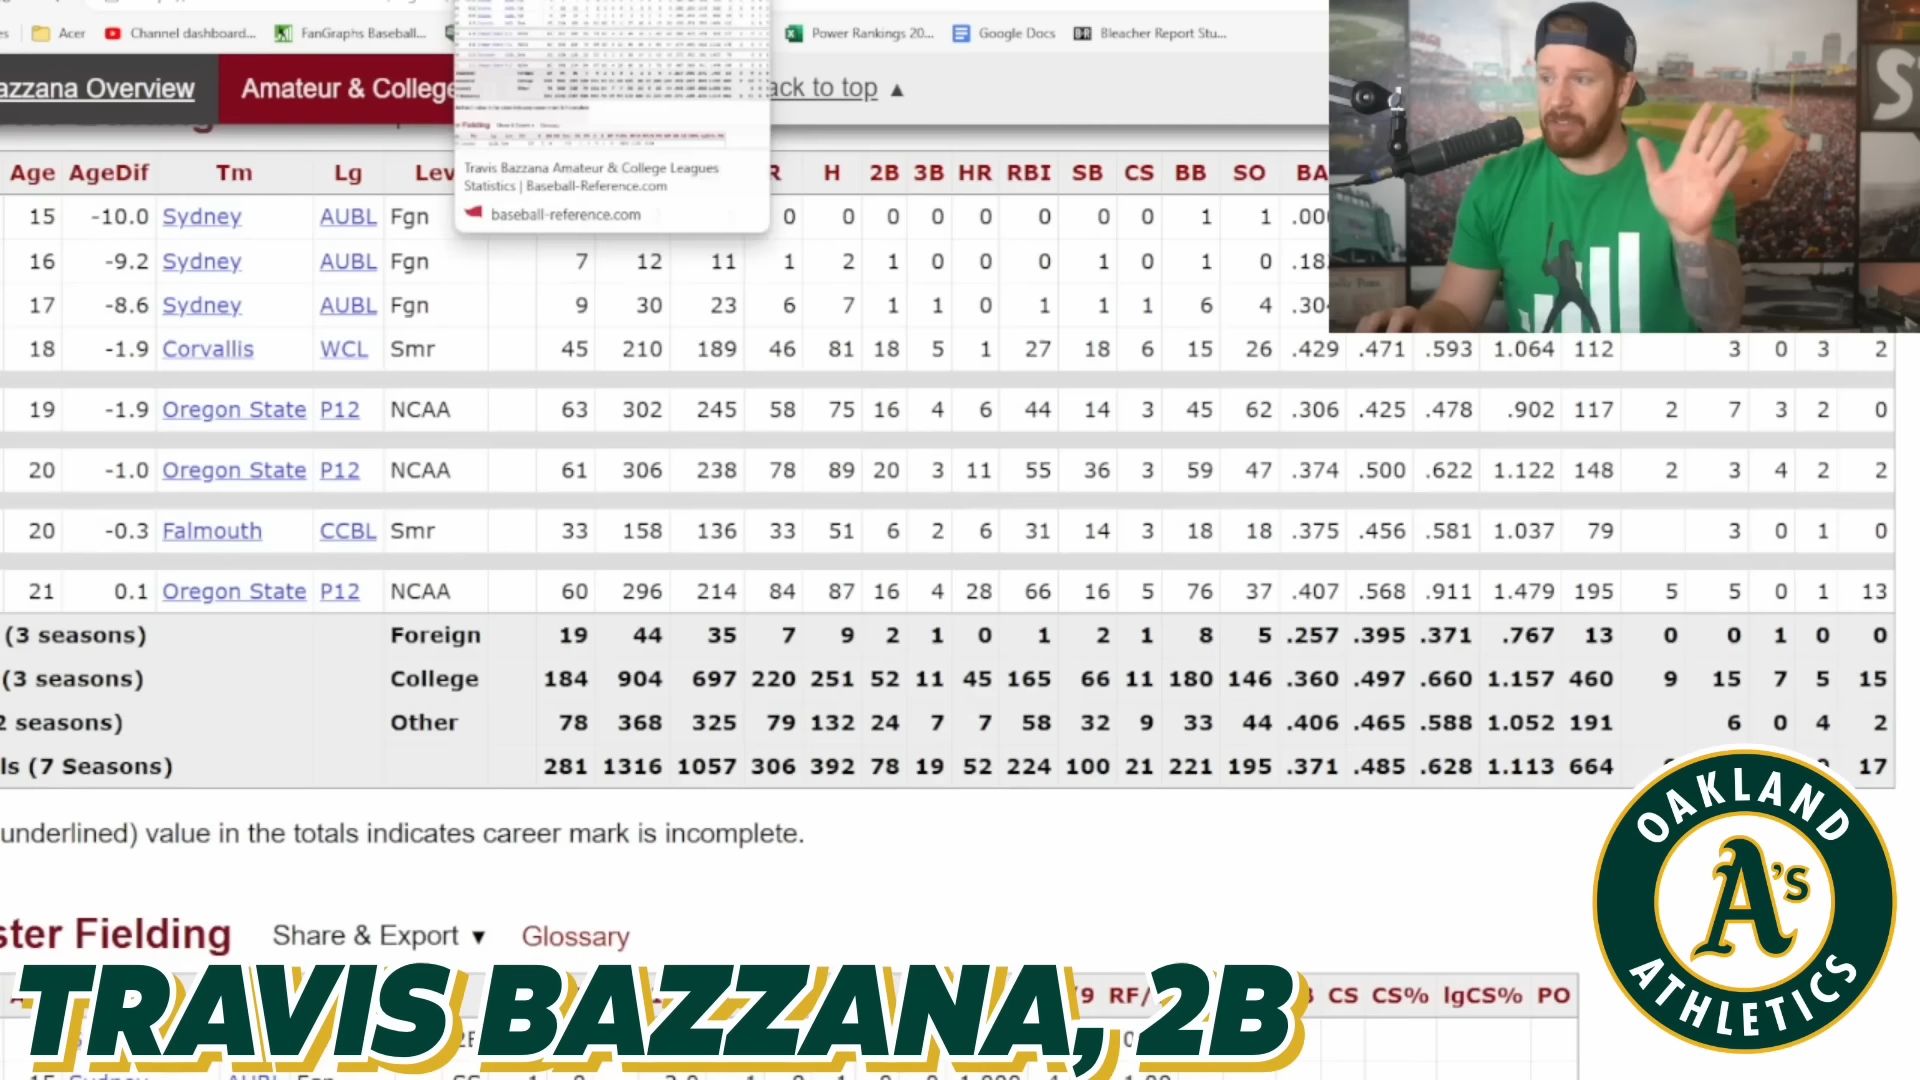 Acer Channel dashboard... FanGraphs Baseball... Power Rankings 20... Google Docs Bleacher Report Stu...
azzana Overview Amateur & College ack to top ▲
Travis Bazzana Amateur & College Leagues
Statistics | Baseball-Reference.com
baseball-reference.com
Age AgeDif Tm Lg Lev R H 2B 3B HR RBI SB CS BB SO BA
15 -10.0 Sydney AUBL Fgn 0 0 0 0 0 0 0 0 1 1 .00
16 -9.2 Sydney AUBL Fgn 7 12 11 1 2 1 0 0 0 1 0 1 0 .18
17 -8.6 Sydney AUBL Fgn 9 30 23 6 7 1 1 0 1 1 1 6 4 .30
18 -1.9 Corvallis WCL Smr 45 210 189 46 81 18 5 1 27 18 6 15 26 .429 .471 .593 1.064 112 3 0 3 2
19 -1.9 Oregon State P12 NCAA 63 302 245 58 75 16 4 6 44 14 3 45 62 .306 .425 .478 .902 117 2 7 3 2 0
20 -1.0 Oregon State P12 NCAA 61 306 238 78 89 20 3 11 55 36 3 59 47 .374 .500 .622 1.122 148 2 3 4 2 2
20 -0.3 Falmouth CCBL Smr 33 158 136 33 51 6 2 6 31 14 3 18 18 .375 .456 .581 1.037 79 3 0 1 0
21 0.1 Oregon State P12 NCAA 60 296 214 84 87 16 4 28 66 16 5 76 37 .407 .568 .911 1.479 195 5 5 0 1 13
(3 seasons) Foreign 19 44 35 7 9 2 1 0 1 2 1 8 5 .257 .395 .371 .767 13 0 0 1 0 0
(3 seasons) College 184 904 697 220 251 52 11 45 165 66 11 180 146 .360 .497 .660 1.157 460 9 15 7 5 15
2 seasons) Other 78 368 325 79 132 24 7 7 58 32 9 33 44 .406 .465 .588 1.052 191 6 0 4 2
ls (7 Seasons) 281 1316 1057 306 392 78 19 52 224 100 21 221 195 .371 .485 .628 1.113 664 17
underlined) value in the totals indicates career mark is incomplete.
ster Fielding Share & Export ▼ Glossary
/9 RF/ CS CS% lgCS% PO
TRAVIS BAZZANA, 2B
OAKLAND
A's
ATHLETICS